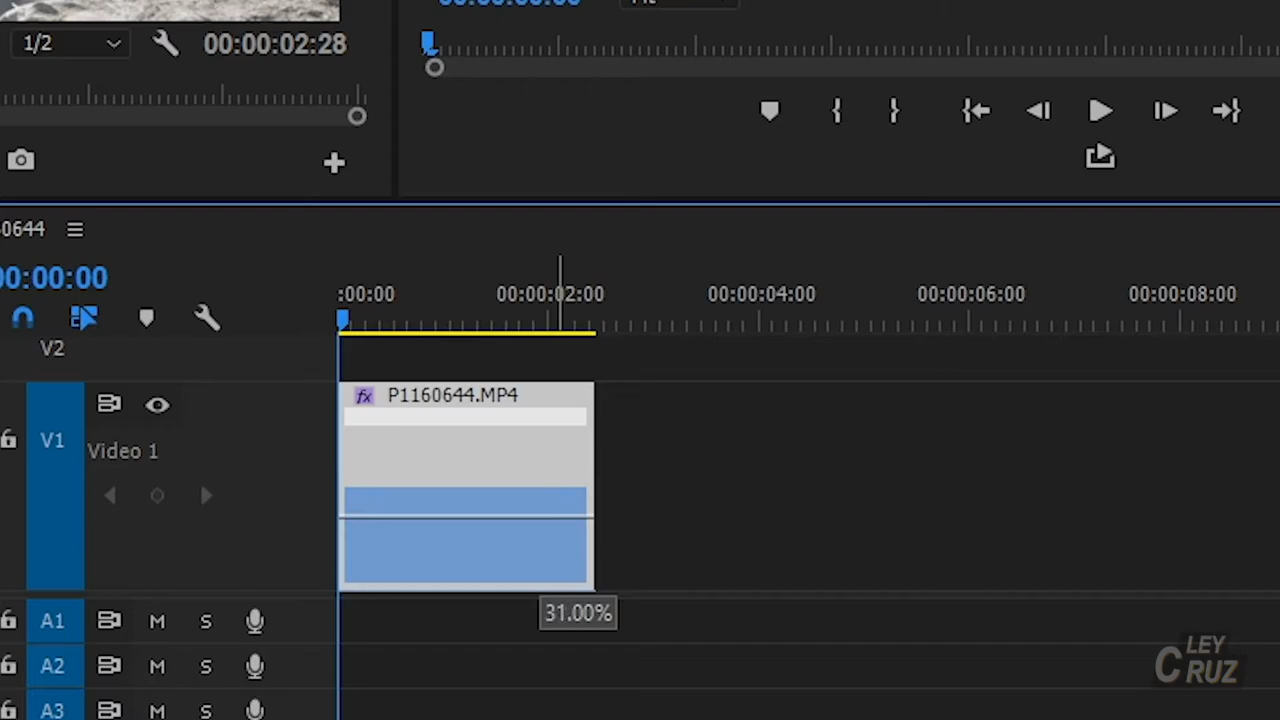 1/2
00:00:02:28
0644
00:00:00
:00:00
00:00:02:00
00:00:04:00
00:00:06:00
00:00:08:00
V2
fx P1160644.MP4
V1
Video 1
31.00%
A1 M S
A2 M S
A3 M S
CLEY
CRUZ